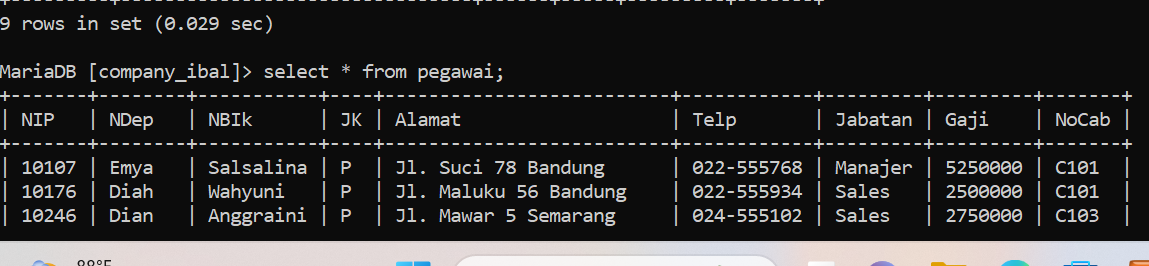 +-------+--------+-----------+----+-------------------------+------------+---------+---------+-------+
9 rows in set (0.029 sec)
MariaDB [company_ibal]> select * from pegawai;
+-------+--------+-----------+----+-------------------------+------------+---------+---------+-------+
| NIP   | NDep   | NBIk      | JK | Alamat                  | Telp       | Jabatan | Gaji    | NoCab |
+-------+--------+-----------+----+-------------------------+------------+---------+---------+-------+
| 10107 | Emya   | Salsalina | P  | Jl. Suci 78 Bandung     | 022-555768 | Manajer | 5250000 | C101  |
| 10176 | Diah   | Wahyuni   | P  | Jl. Maluku 56 Bandung   | 022-555934 | Sales   | 2500000 | C101  |
| 10246 | Dian   | Anggraini | P  | Jl. Mawar 5 Semarang    | 024-555102 | Sales   | 2750000 | C103  |
88°F